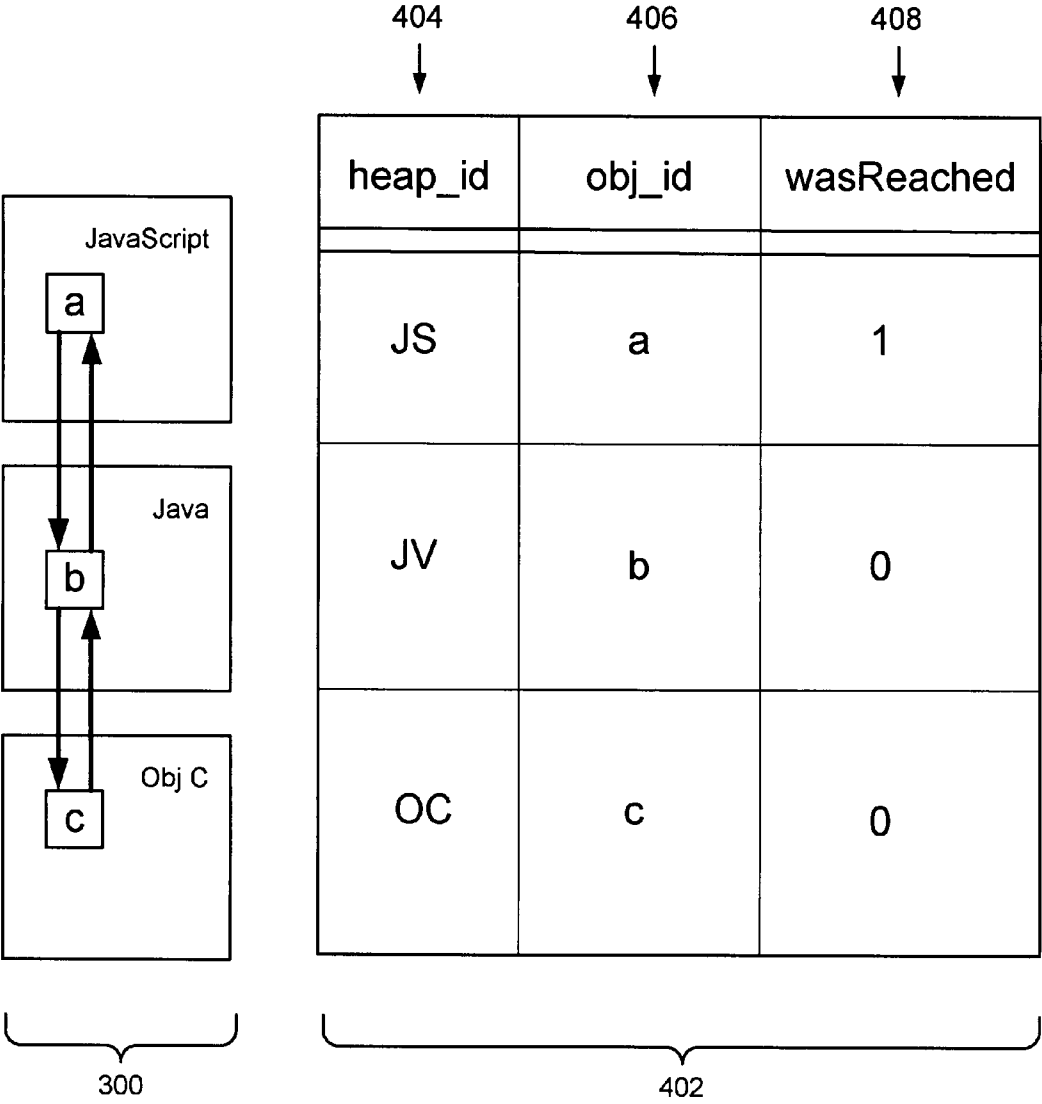 404 406 408
heap_id obj_id wasReached
JavaScript
a
JS a 1
Java
b
JV b 0
Obj C
c
OC c 0
300 402